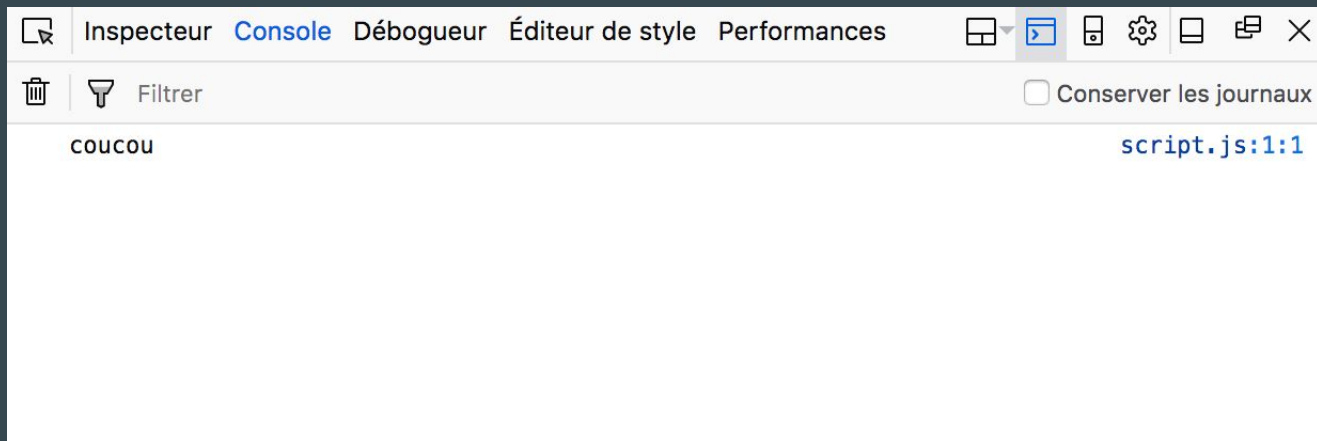 Inspecteur Console Débogueur Éditeur de style Performances
Filtrer Conserver les journaux
coucou script.js:1:1